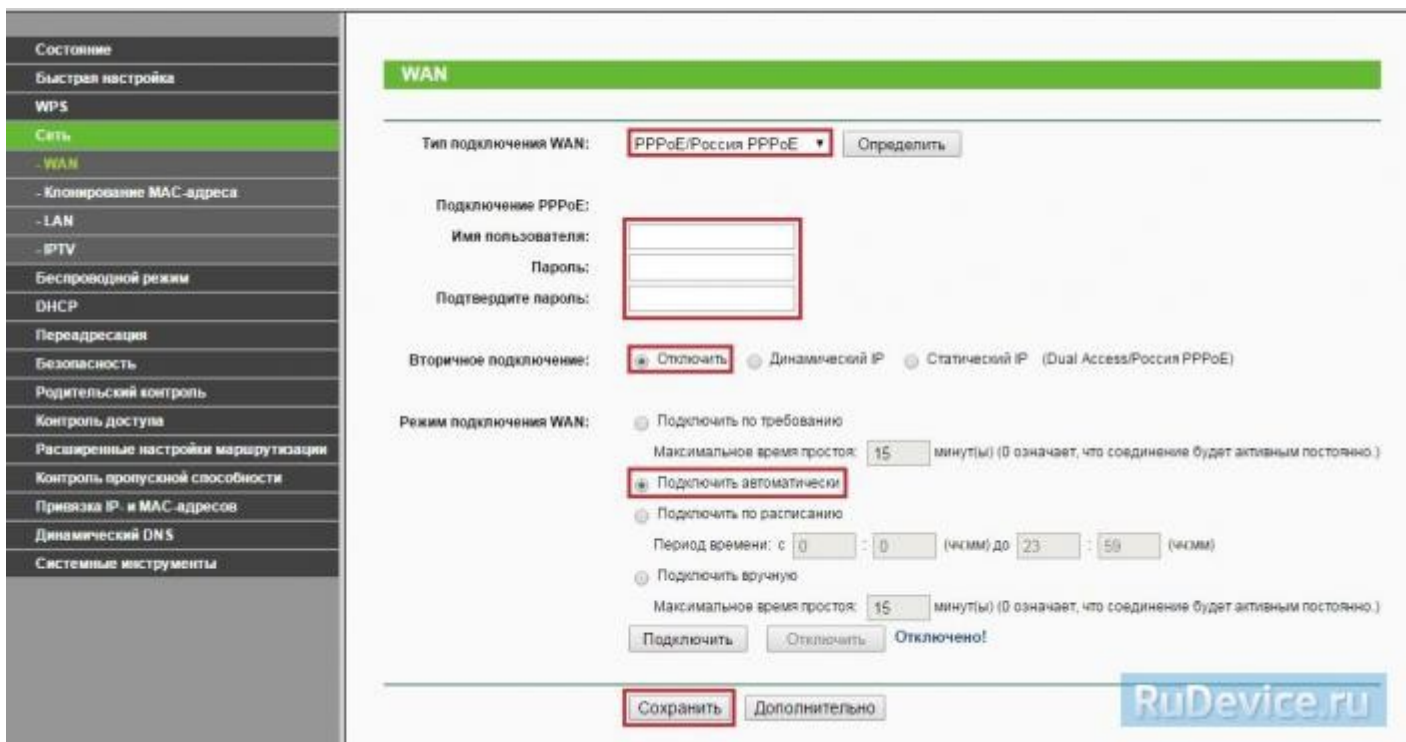 Состояние
Быстрая настройка
WPS
Сеть
- WAN
- Клонирование MAC-адреса
- LAN
- IPTV
Беспроводной режим
DHCP
Переадресация
Безопасность
Родительский контроль
Контроль доступа
Расширенные настройки маршрутизации
Контроль пропускной способности
Привязка IP- и MAC-адресов
Динамический DNS
Системные инструменты
WAN
Тип подключения WAN: PPPoE/Россия PPPoE Определить
Подключение PPPoE:
Имя пользователя:
Пароль:
Подтвердите пароль:
Вторичное подключение: Отключить Динамический IP Статический IP (Dual Access/Россия PPPoE)
Режим подключения WAN: Подключить по требованию
Максимальное время простоя: 15 минут(ы) (0 означает, что соединение будет активным постоянно.)
Подключить автоматически
Подключить по расписанию
Период времени: с 0 : 0 (чч:мм) до 23 : 59 (чч:мм)
Подключить вручную
Максимальное время простоя: 15 минут(ы) (0 означает, что соединение будет активным постоянно.)
Подключить Отключить Отключено!
Сохранить Дополнительно
RuDevice.ru